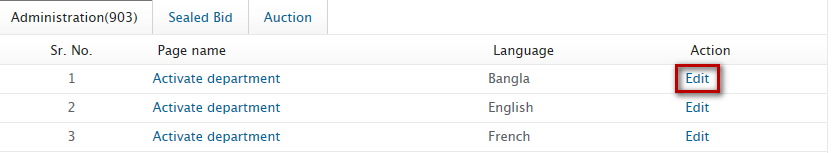 Administration(903) Sealed Bid Auction
Sr. No. Page name Language Action
1 Activate department Bangla Edit
2 Activate department English Edit
3 Activate department French Edit